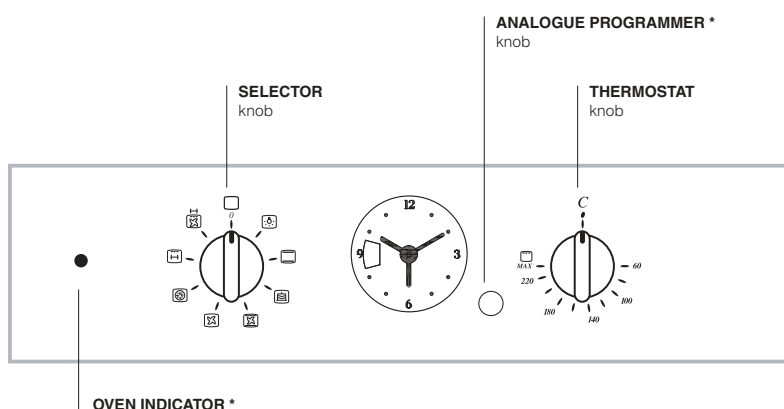 ANALOGUE PROGRAMMER *
knob
SELECTOR
knob
THERMOSTAT
knob
0
12
3
6
9
C
60
100
140
180
220
MAX
OVEN INDICATOR *